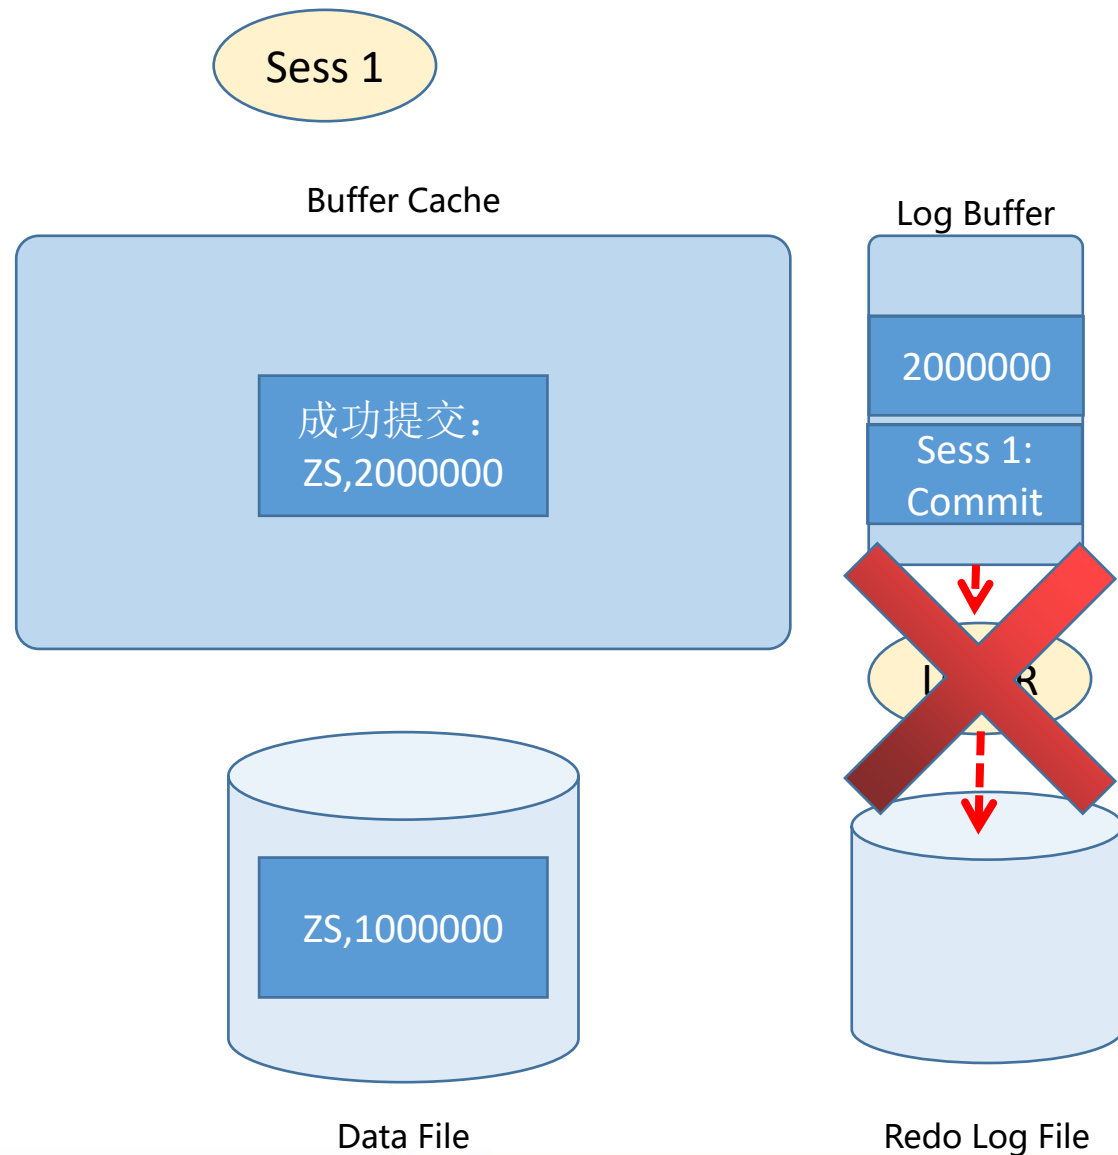 Sess 1
Buffer Cache
Log Buffer
2000000
成功提交：
ZS,2000000
Sess 1:
Commit
ZS,1000000
Data File
Redo Log File